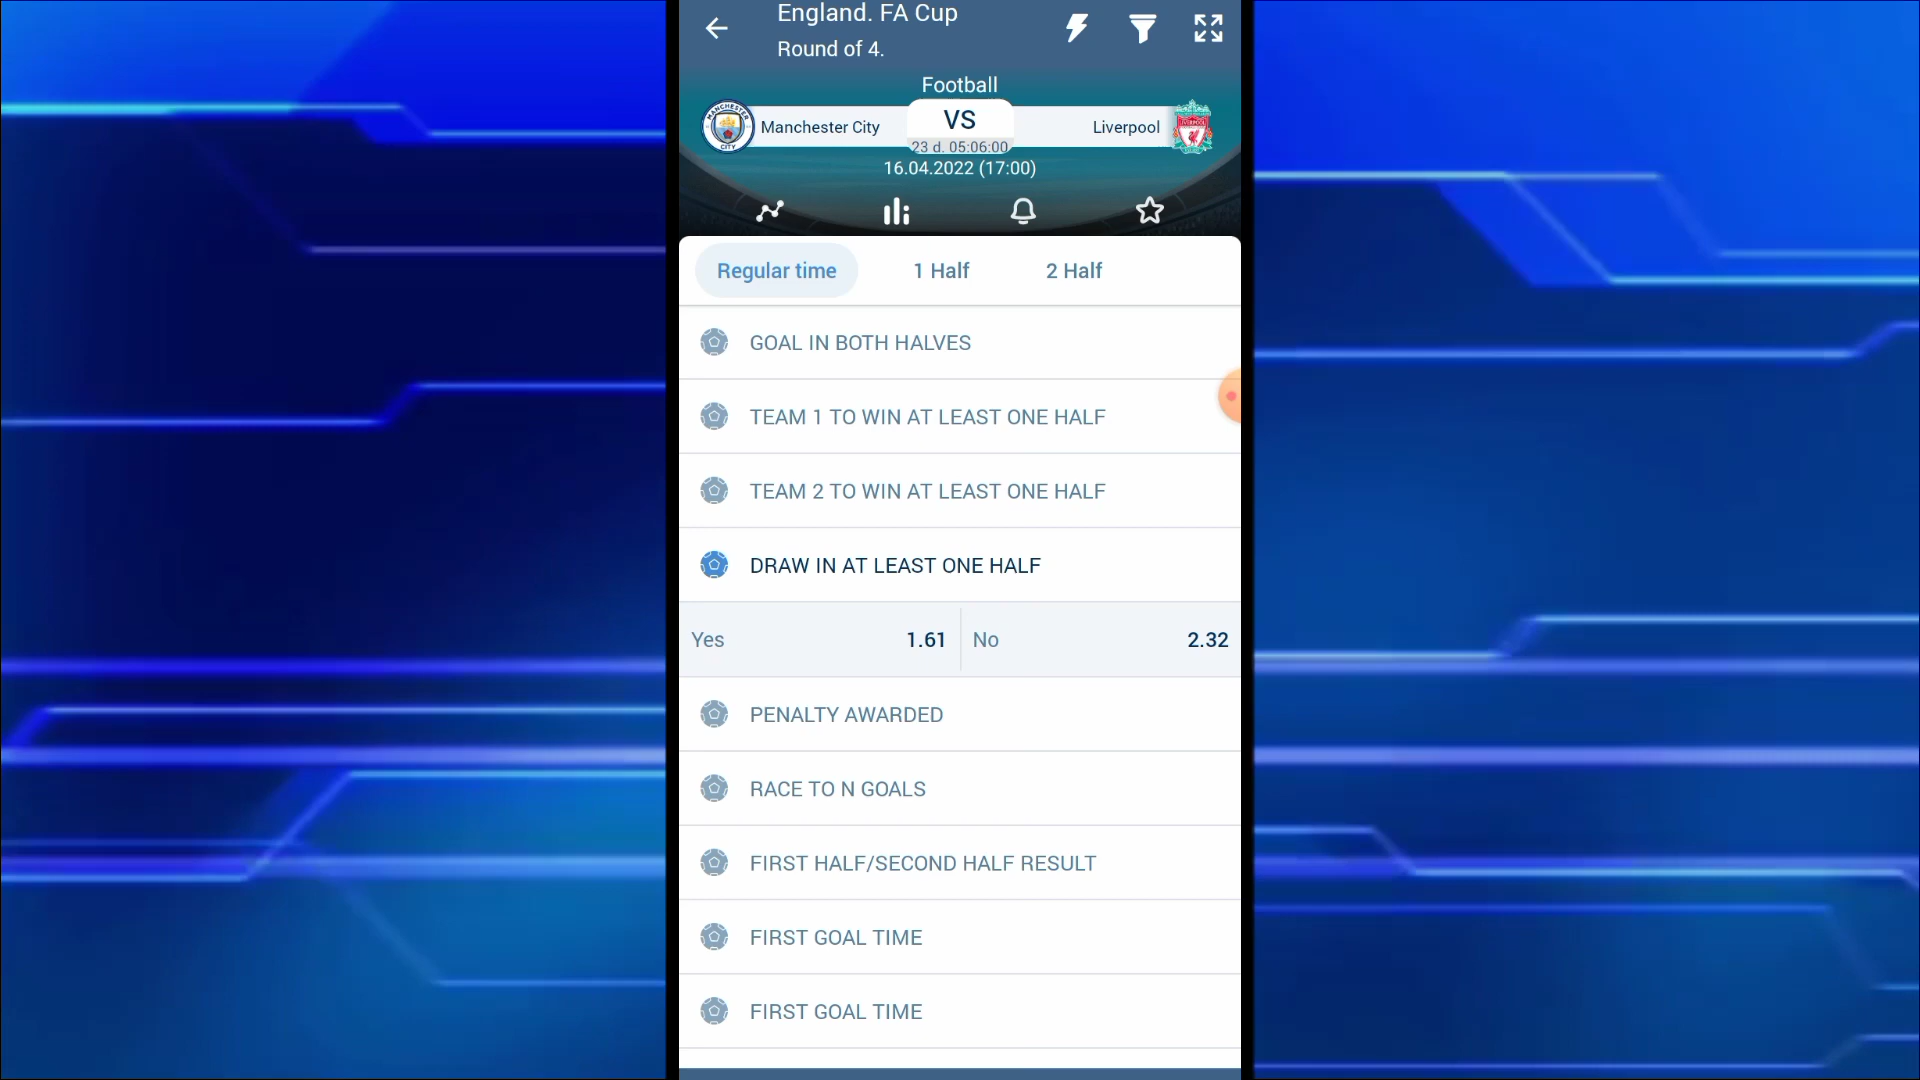 England. FA Cup
Round of 4.
Football
MANCHESTER
CITY
Manchester City
VS
Liverpool
23 d. 05:06:00
16.04.2022 (17:00)
Regular time
1 Half
2 Half
GOAL IN BOTH HALVES
TEAM 1 TO WIN AT LEAST ONE HALF
TEAM 2 TO WIN AT LEAST ONE HALF
DRAW IN AT LEAST ONE HALF
Yes 1.61 No 2.32
PENALTY AWARDED
RACE TO N GOALS
FIRST HALF/SECOND HALF RESULT
FIRST GOAL TIME
FIRST GOAL TIME